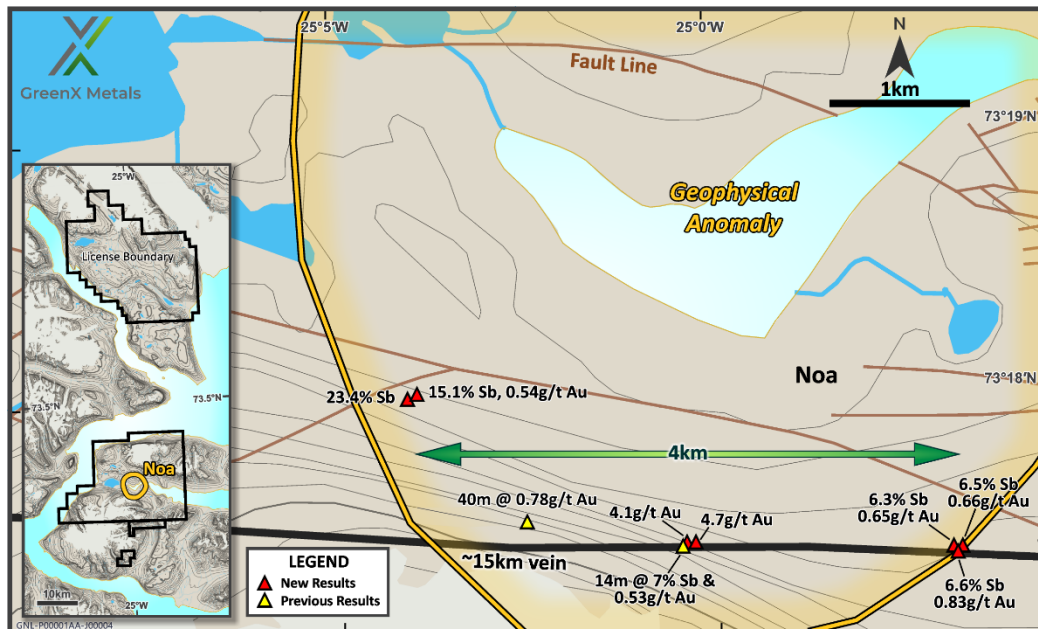 GreenX Metals
25°5'W
25°0'W
N
1km
73°19'N
Fault Line
Geophysical
Anomaly
25°W
License Boundary
73.5°N
73.5°N
Noa
10km
25°W
Noa
73°18'N
23.4% Sb
15.1% Sb, 0.54g/t Au
4km
40m @ 0.78g/t Au
4.1g/t Au
4.7g/t Au
6.3% Sb
0.65g/t Au
6.5% Sb
0.66g/t Au
~15km vein
14m @ 7% Sb &
0.53g/t Au
6.6% Sb
0.83g/t Au
LEGEND
New Results
Previous Results
GNL-P00001AA-J00004